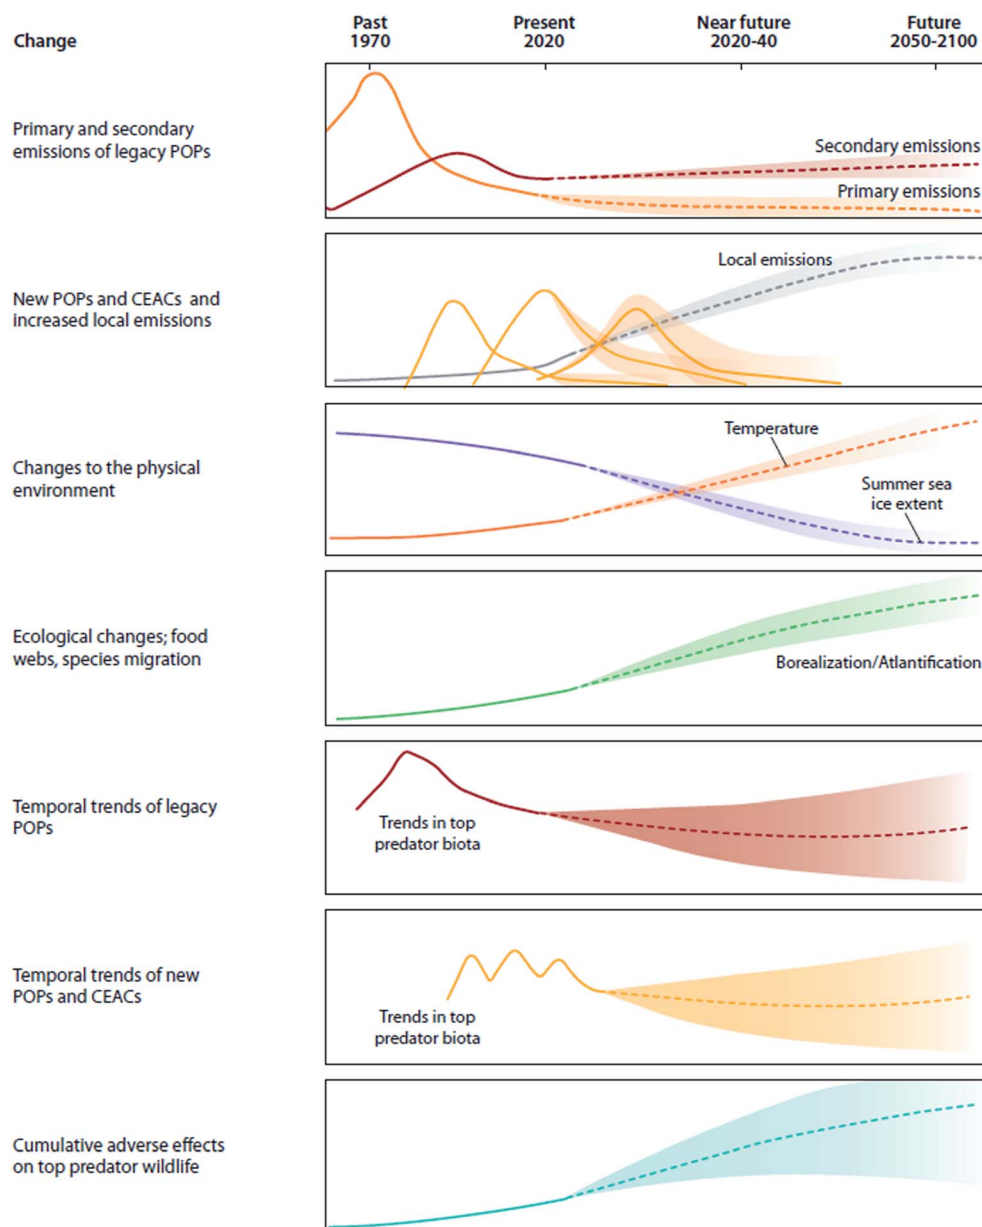 Change
Past
1970
Present
2020
Near future
2020-40
Future
2050-2100
Primary and secondary
emissions of legacy POPs
Secondary emissions
Primary emissions
New POPs and CEACs and
increased local emissions
Local emissions
Changes to the physical
environment
Temperature
Summer sea
ice extent
Ecological changes; food
webs, species migration
Borealization/Atlantification
Temporal trends of legacy
POPs
Trends in top
predator biota
Temporal trends of new
POPs and CEACs
Trends in top
predator biota
Cumulative adverse effects
on top predator wildlife